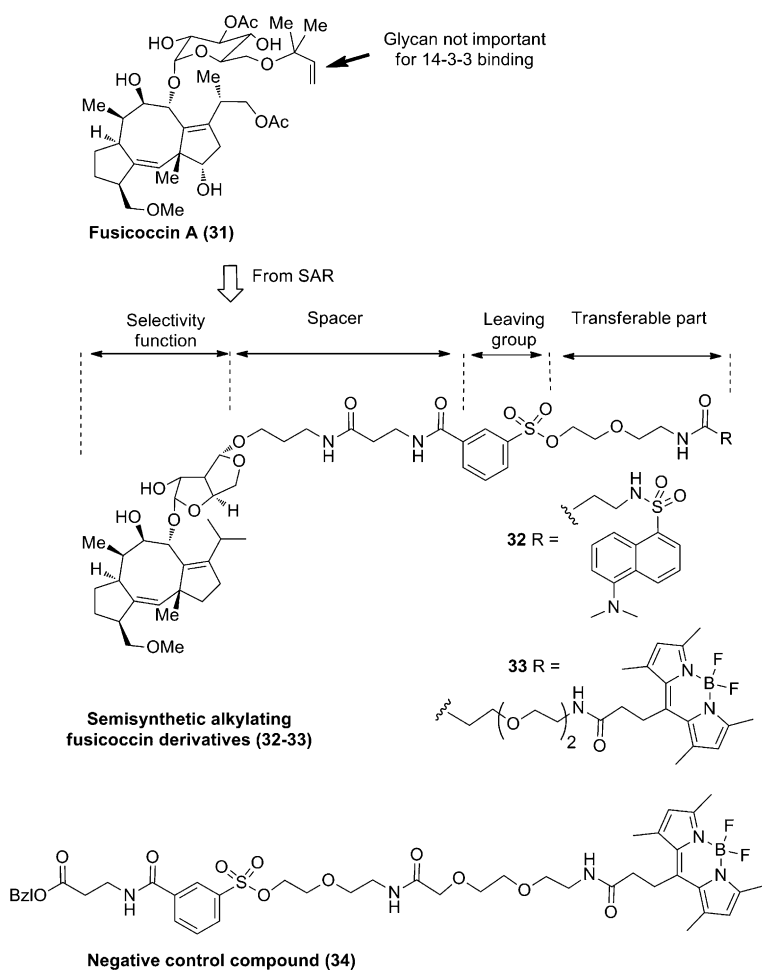 OAc
Me
HO
OH
Me
O
O
O
Glycan not important
for 14-3-3 binding
HO
O
Me
Me
OAc
H
Me
OH
OMe
Fusicoccin A (31)
From SAR
Selectivity
function
Spacer
Leaving
group
Transferable part
O
O
O
O
O
O
N
H
N
H
S
O
O
N
H
R
O
HO
O
H
HO
O
Me
H
Me
OMe
H
N
O
S
O
32 R =
N
33 R =
F
N
B
F
N
H
N
O
2
O
Semisynthetic alkylating
fusicoccin derivatives (32-33)
O
O
O
O
O
BzlO
N
H
S
O
O
N
H
O
O
H
N
O
F
N
B
F
N
Negative control compound (34)